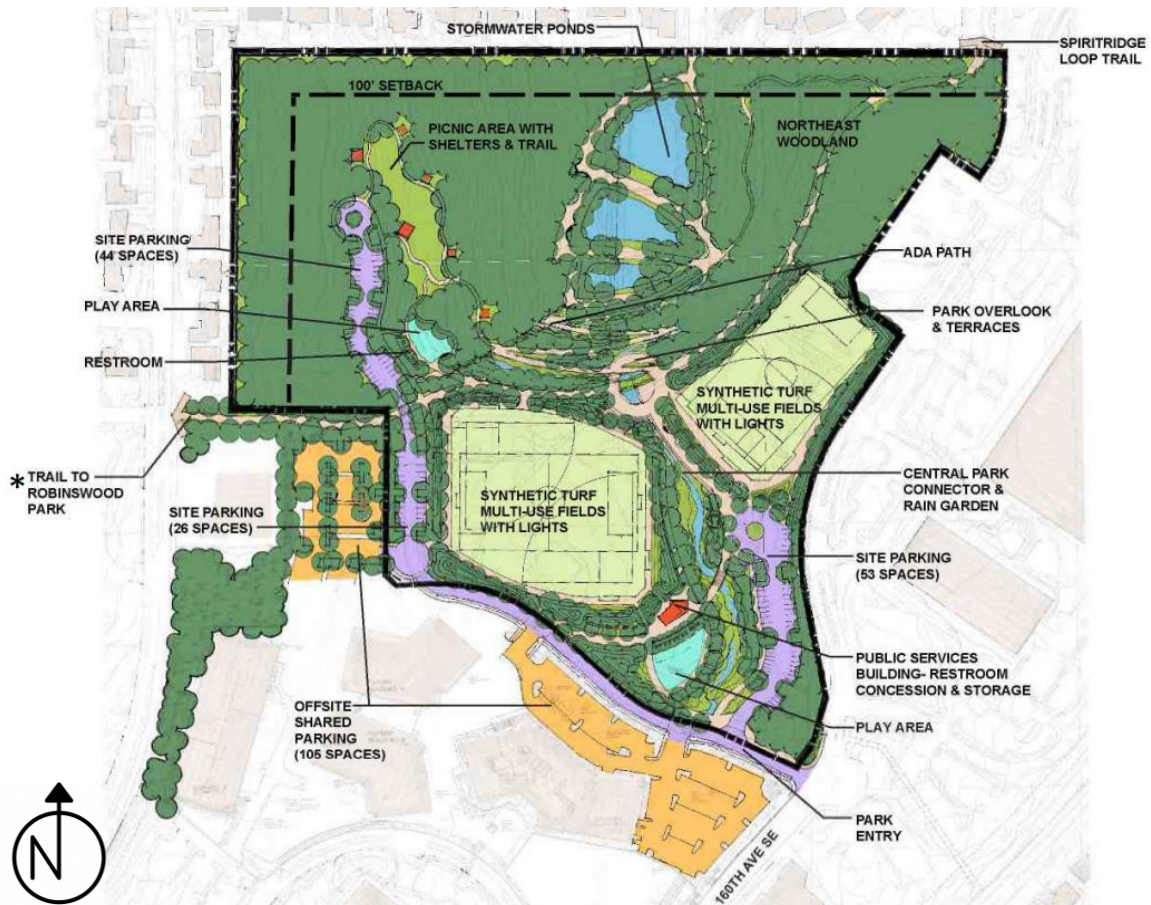 STORMWATER PONDS
SPIRITRIDGE
LOOP TRAIL
100' SETBACK
PICNIC AREA WITH
SHELTERS & TRAIL
NORTHEAST
WOODLAND
SITE PARKING
(44 SPACES)
ADA PATH
PLAY AREA
PARK OVERLOOK
& TERRACES
RESTROOM
SYNTHETIC TURF
MULTI-USE FIELDS
WITH LIGHTS
* TRAIL TO
ROBINSWOOD
PARK
CENTRAL PARK
CONNECTOR &
RAIN GARDEN
SYNTHETIC TURF
MULTI-USE FIELDS
WITH LIGHTS
SITE PARKING
(26 SPACES)
SITE PARKING
(53 SPACES)
PUBLIC SERVICES
BUILDING- RESTROOM
CONCESSION & STORAGE
OFFSITE
SHARED
PARKING
(105 SPACES)
PLAY AREA
PARK
ENTRY
160TH AVE SE
N